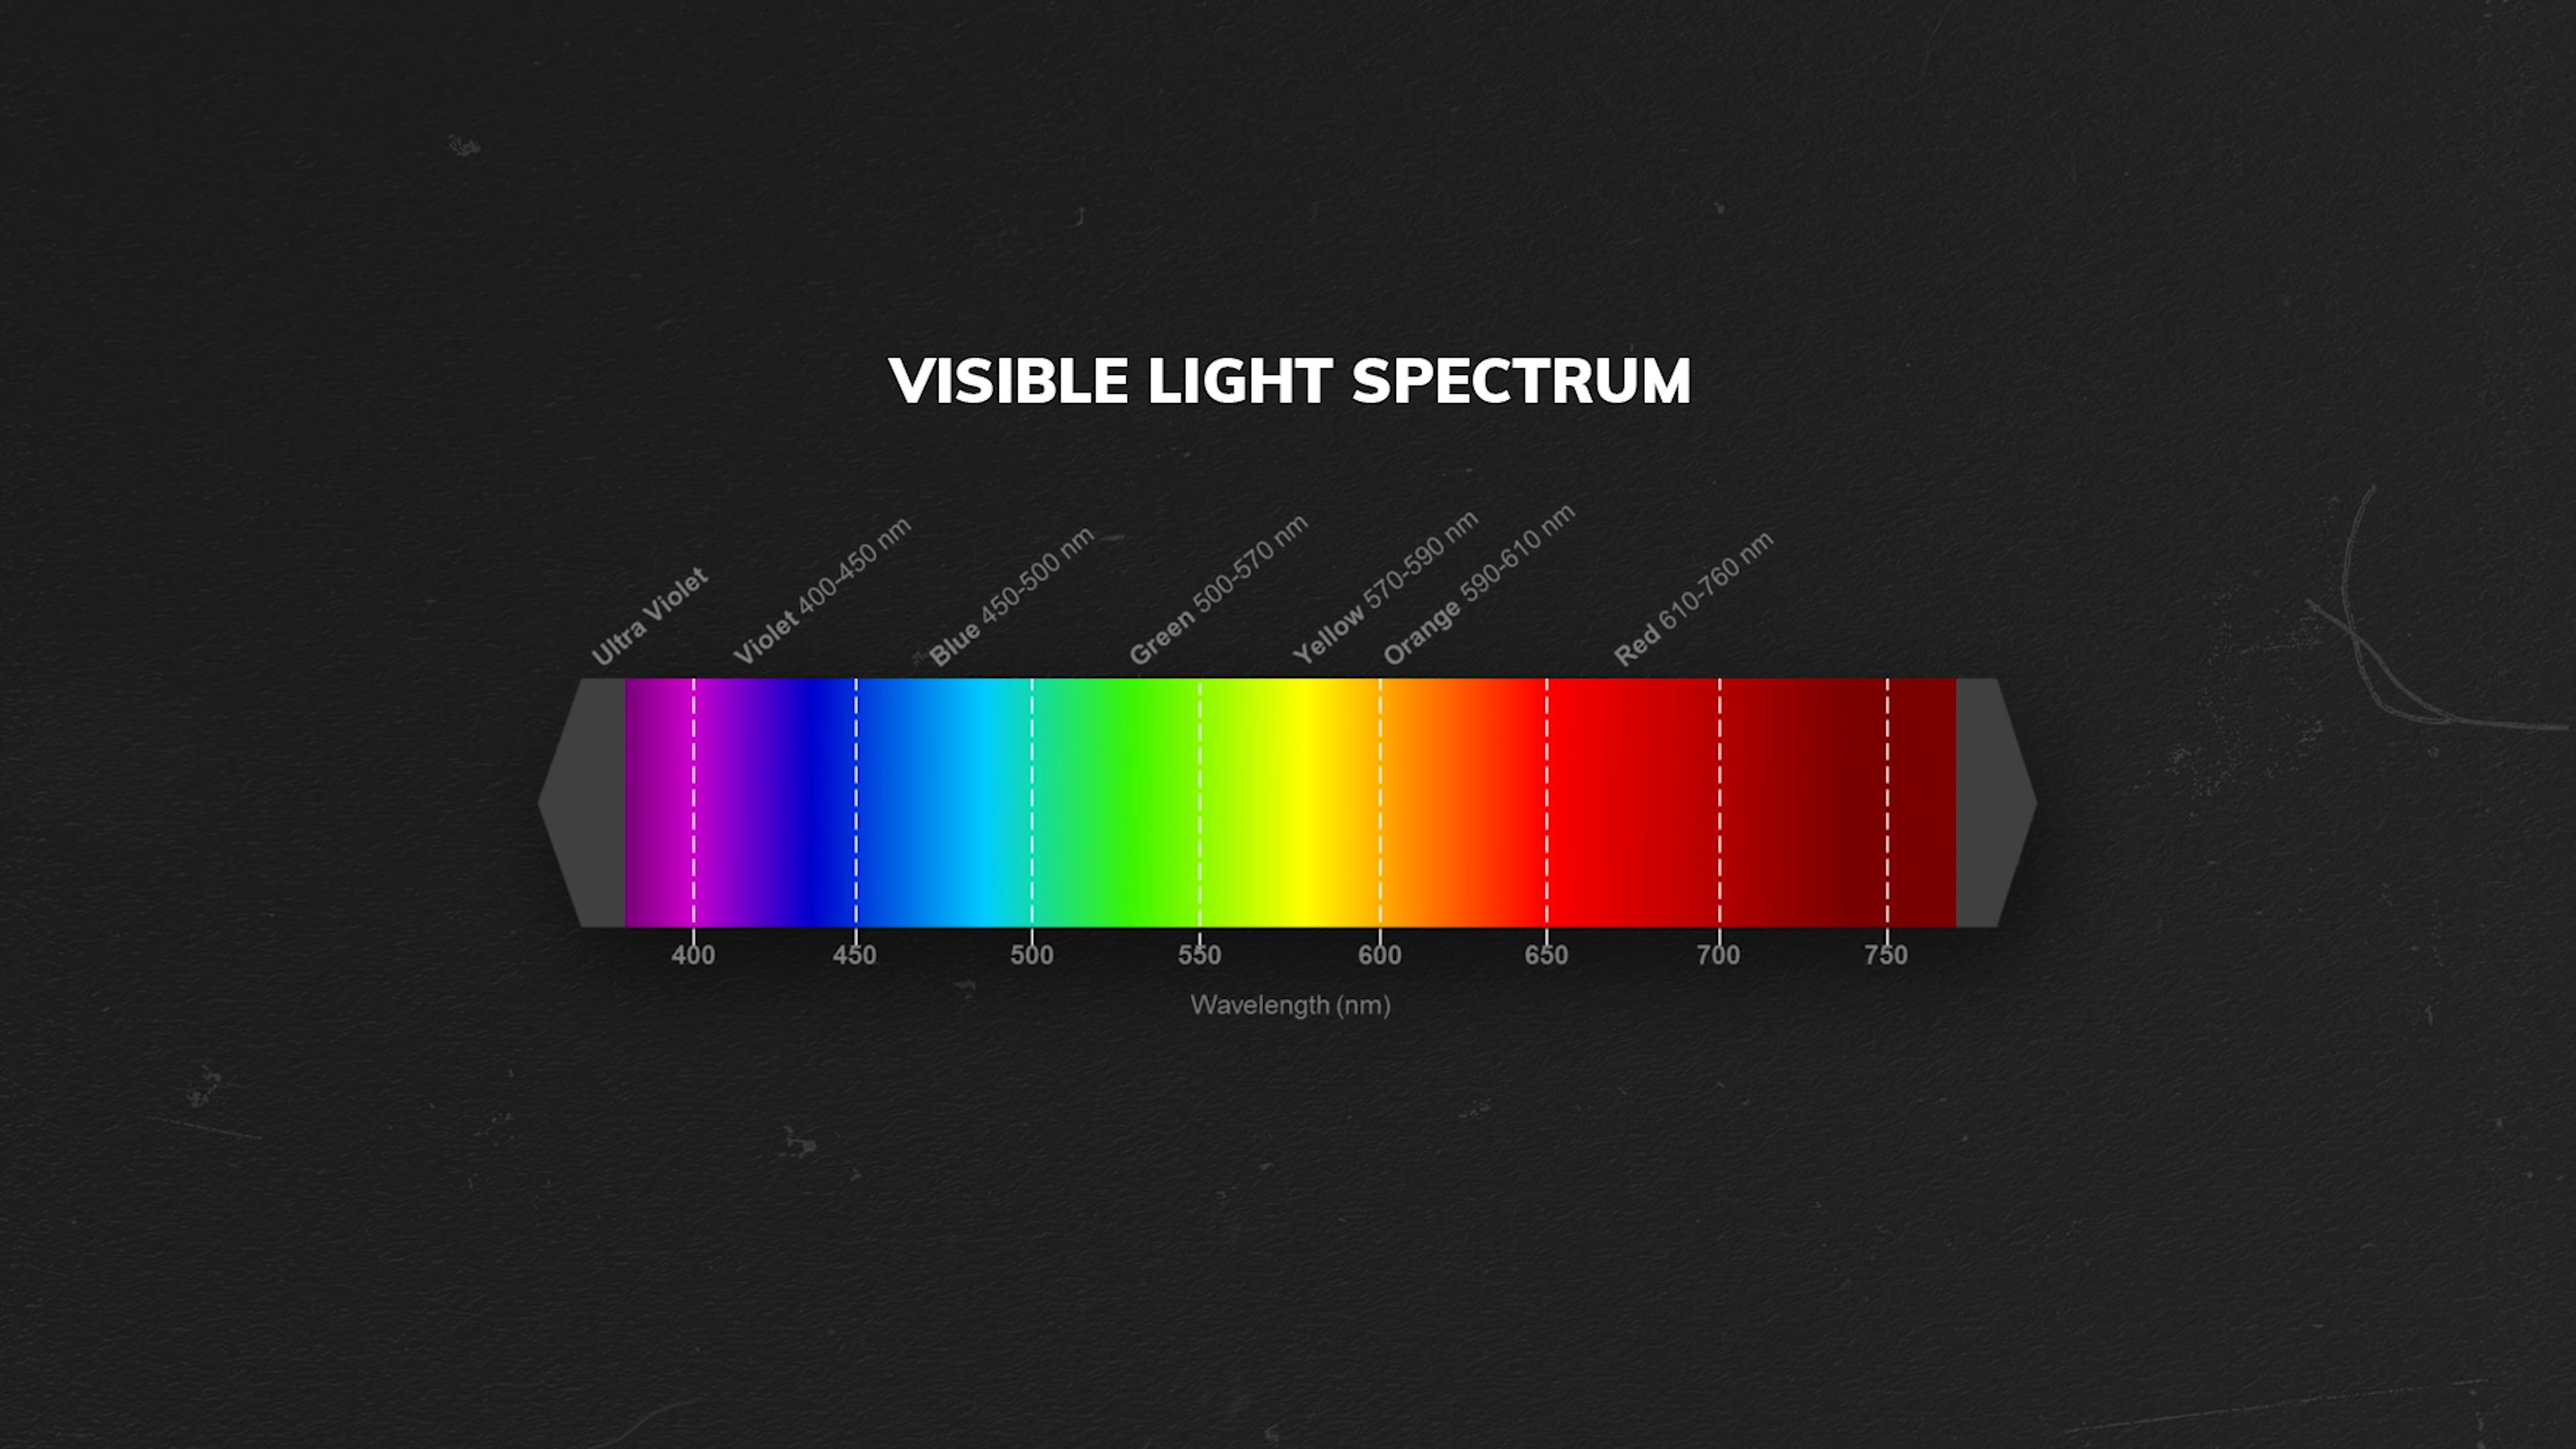 VISIBLE LIGHT SPECTRUM
Ultra Violet
Violet 400-450 nm
Blue 450-500 nm
Green 500-570 nm
Yellow 570-590 nm
Orange 590-610 nm
Red 610-760 nm
400 450 500 550 600 650 700 750
Wavelength (nm)